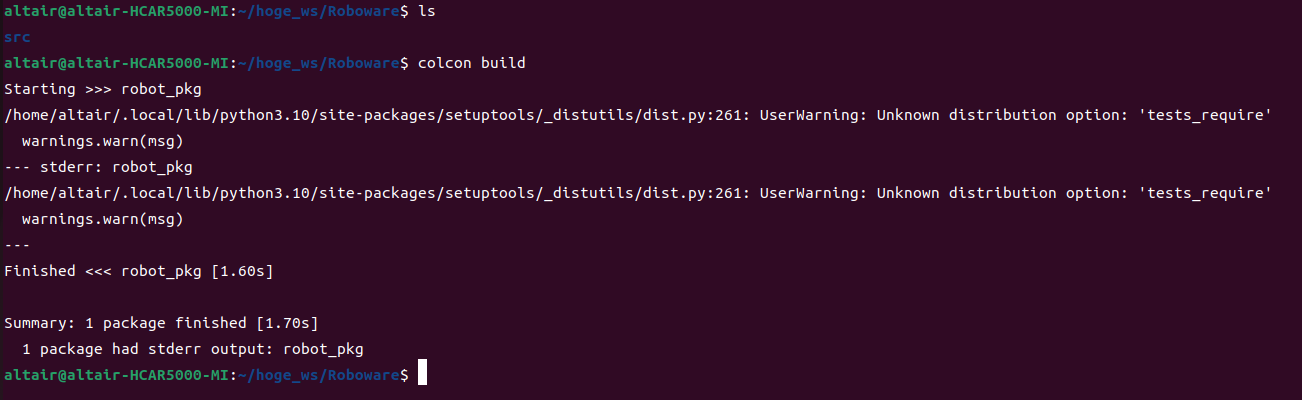 altair@altair-HCAR5000-MI:~/hoge_ws/Roboware$ ls
src
altair@altair-HCAR5000-MI:~/hoge_ws/Roboware$ colcon build
Starting >>> robot_pkg
/home/altair/.local/lib/python3.10/site-packages/setuptools/_distutils/dist.py:261: UserWarning: Unknown distribution option: 'tests_require'
  warnings.warn(msg)
--- stderr: robot_pkg
/home/altair/.local/lib/python3.10/site-packages/setuptools/_distutils/dist.py:261: UserWarning: Unknown distribution option: 'tests_require'
  warnings.warn(msg)
---
Finished <<< robot_pkg [1.60s]

Summary: 1 package finished [1.70s]
  1 package had stderr output: robot_pkg
altair@altair-HCAR5000-MI:~/hoge_ws/Roboware$